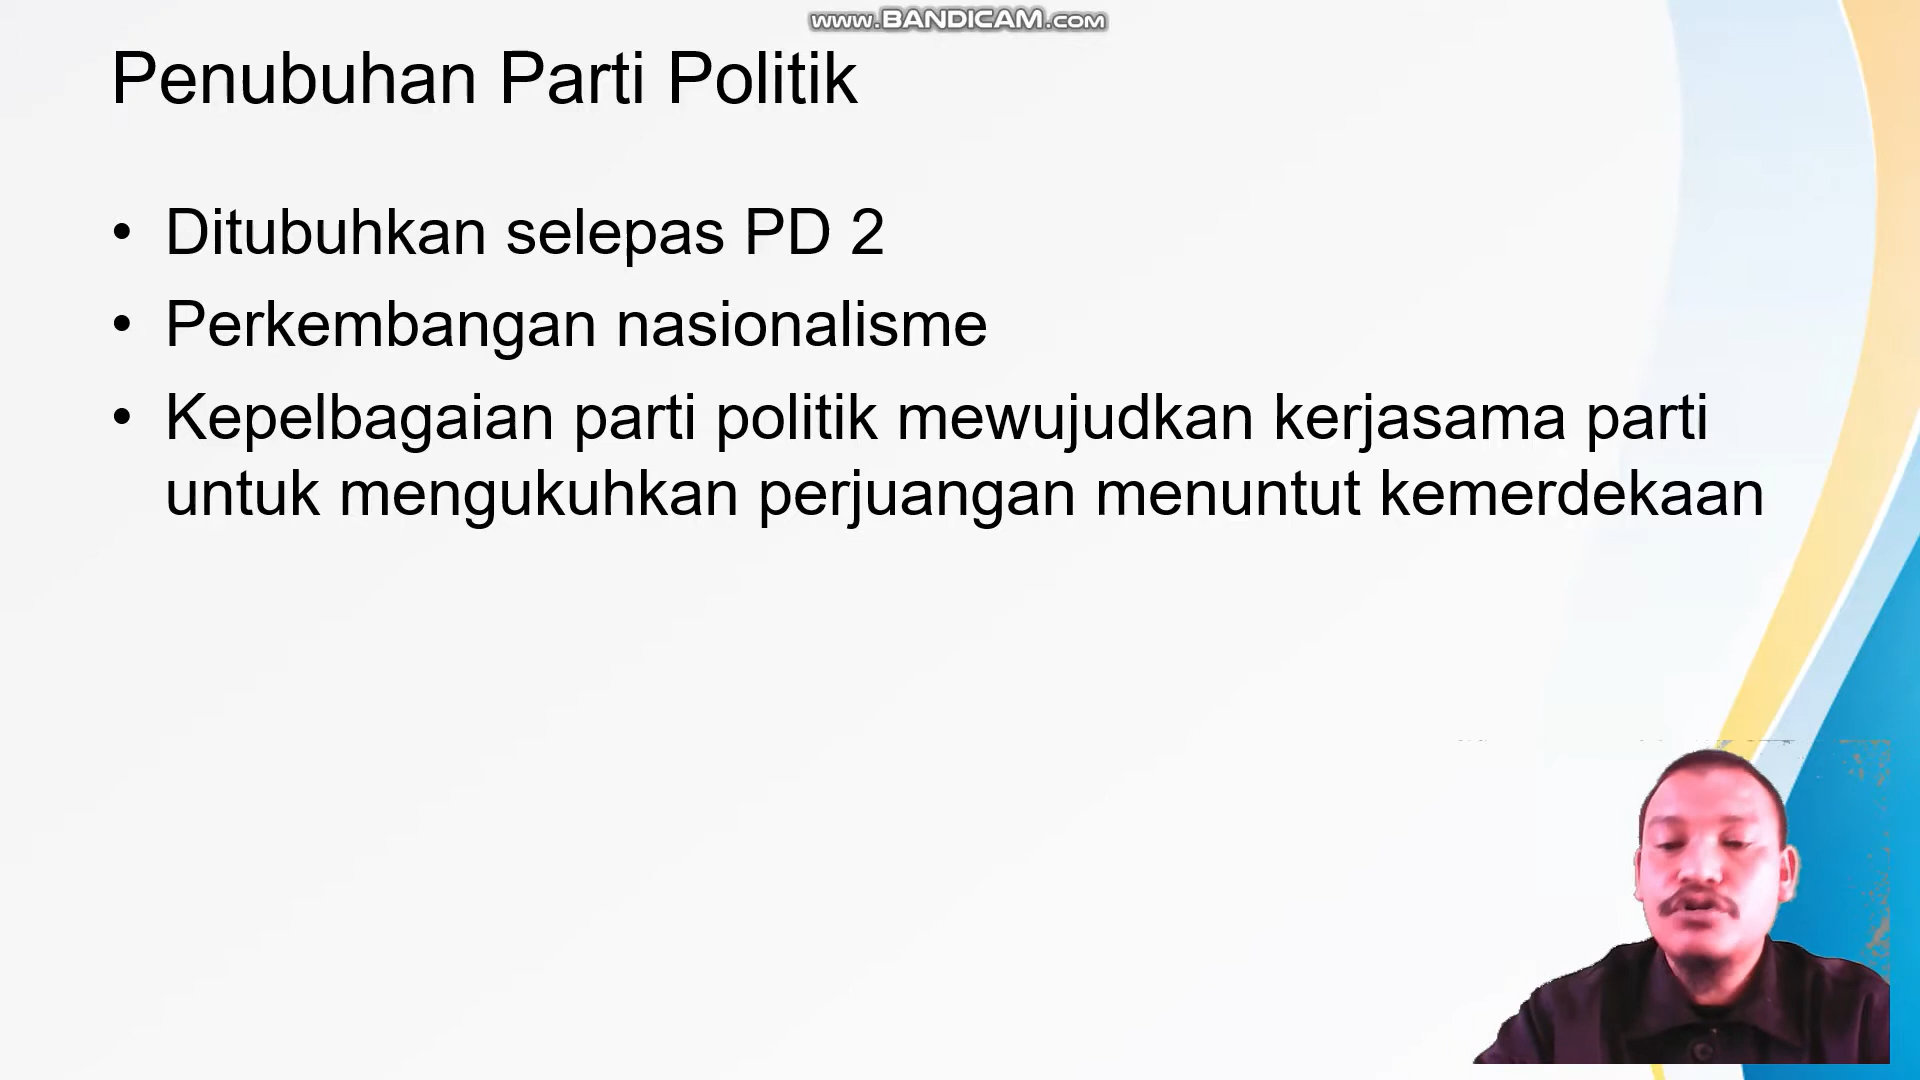 www.BANDICAM.com
Penubuhan Parti Politik
• Ditubuhkan selepas PD 2
• Perkembangan nasionalisme
• Kepelbagaian parti politik mewujudkan kerjasama parti
untuk mengukuhkan perjuangan menuntut kemerdekaan